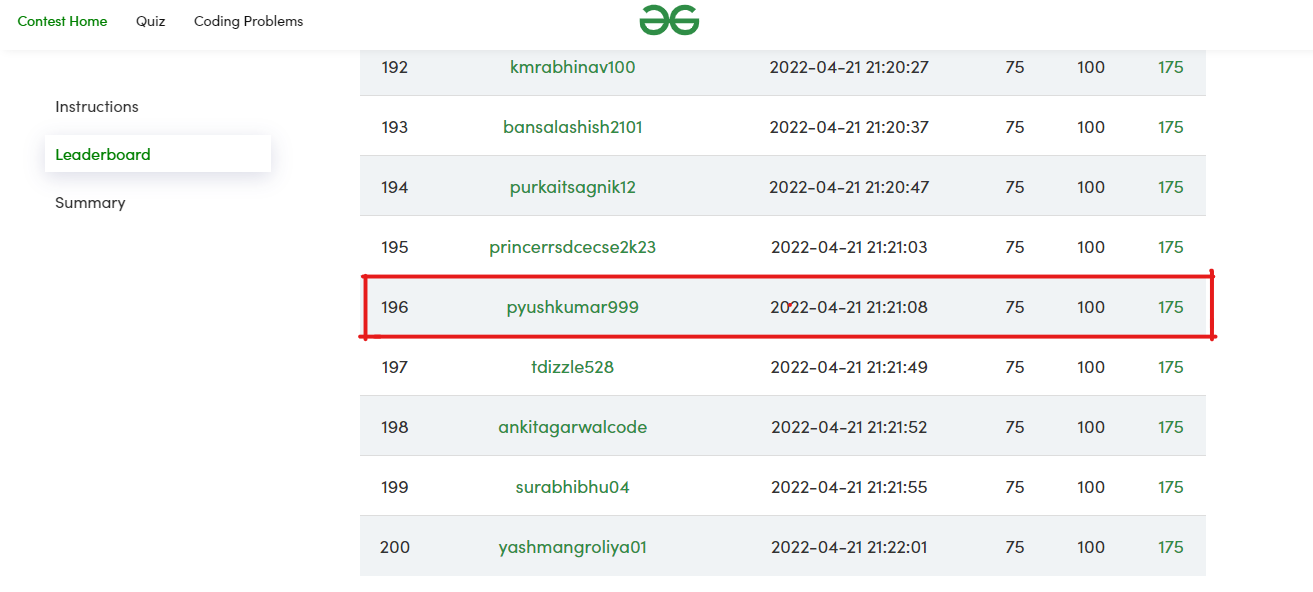 Contest Home Quiz Coding Problems
192 kmrabhinav100 2022-04-21 21:20:27 75 100 175
Instructions
193 bansalashish2101 2022-04-21 21:20:37 75 100 175
Leaderboard
194 purkaitsagnik12 2022-04-21 21:20:47 75 100 175
Summary
195 princerrsdcecse2k23 2022-04-21 21:21:03 75 100 175
196 pyushkumar999 2022-04-21 21:21:08 75 100 175
197 tdizzle528 2022-04-21 21:21:49 75 100 175
198 ankitagarwalcode 2022-04-21 21:21:52 75 100 175
199 surabhibhu04 2022-04-21 21:21:55 75 100 175
200 yashmangroliya01 2022-04-21 21:22:01 75 100 175